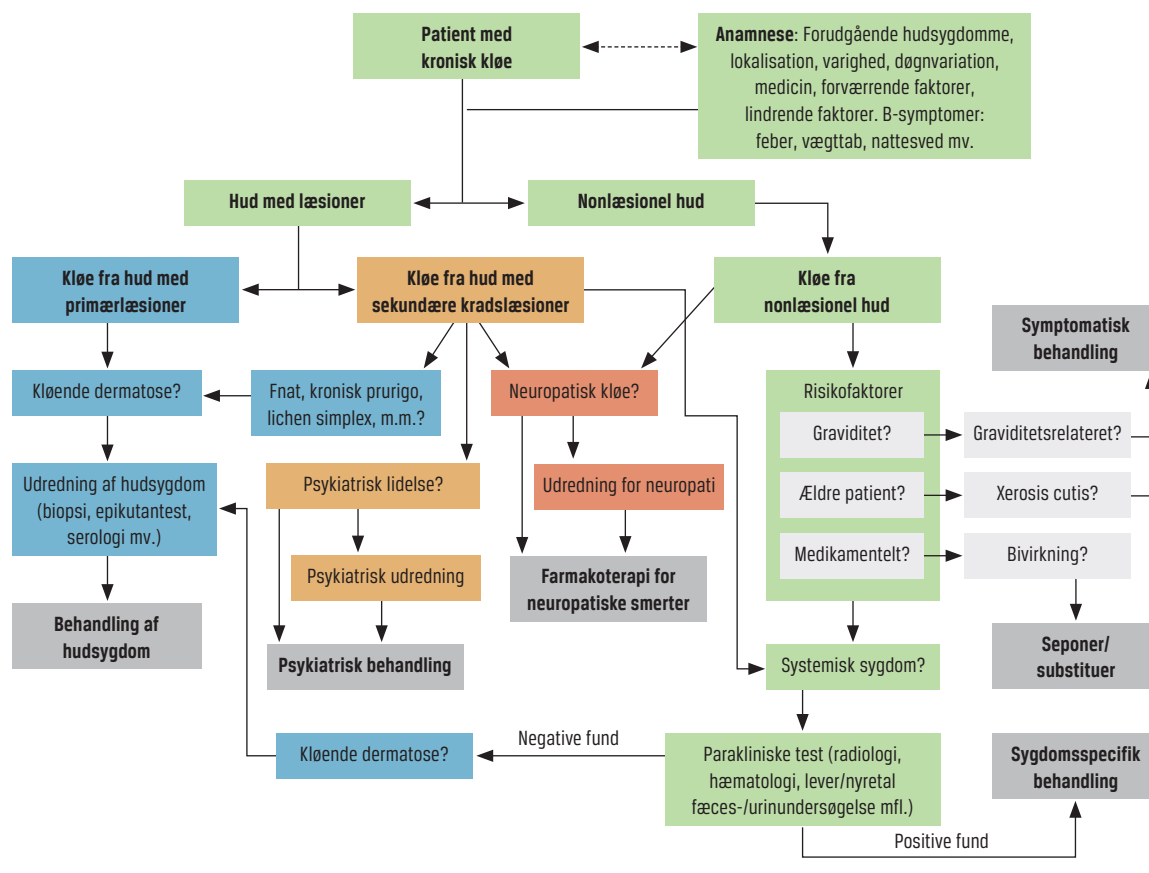 Patient med
kronisk kløe
Anamnese: Forudgående hudsygdomme,
lokalisation, varighed, døgnvariation,
medicin, forværrende faktorer,
lindrende faktorer. B-symptomer:
feber, vægttab, nattesved mv.
Hud med læsioner
Nonlæsionel hud
Kløe fra hud med
primærlæsioner
Kløe fra hud med
sekundære kradslæsioner
Kløe fra
nonlæsionel hud
Symptomatisk
behandling
Kløende dermatose?
Fnat, kronisk prurigo,
lichen simplex, m.m.?
Neuropatisk kløe?
Risikofaktorer
Graviditet?
Graviditetsrelateret?
Ældre patient?
Xerosis cutis?
Medikamentelt?
Bivirkning?
Udredning af hudsygdom
(biopsi, epikutantest,
serologi mv.)
Psykiatrisk lidelse?
Udredning for neuropati
Psykiatrisk udredning
Farmakoterapi for
neuropatiske smerter
Behandling af
hudsygdom
Psykiatrisk behandling
Systemisk sygdom?
Seponer/
substituer
Kløende dermatose?
Negative fund
Parakliniske test (radiologi,
hæmatologi, lever/nyretal
fæces-/urinundersøgelse mfl.)
Sygdomsspecifik
behandling
Positive fund